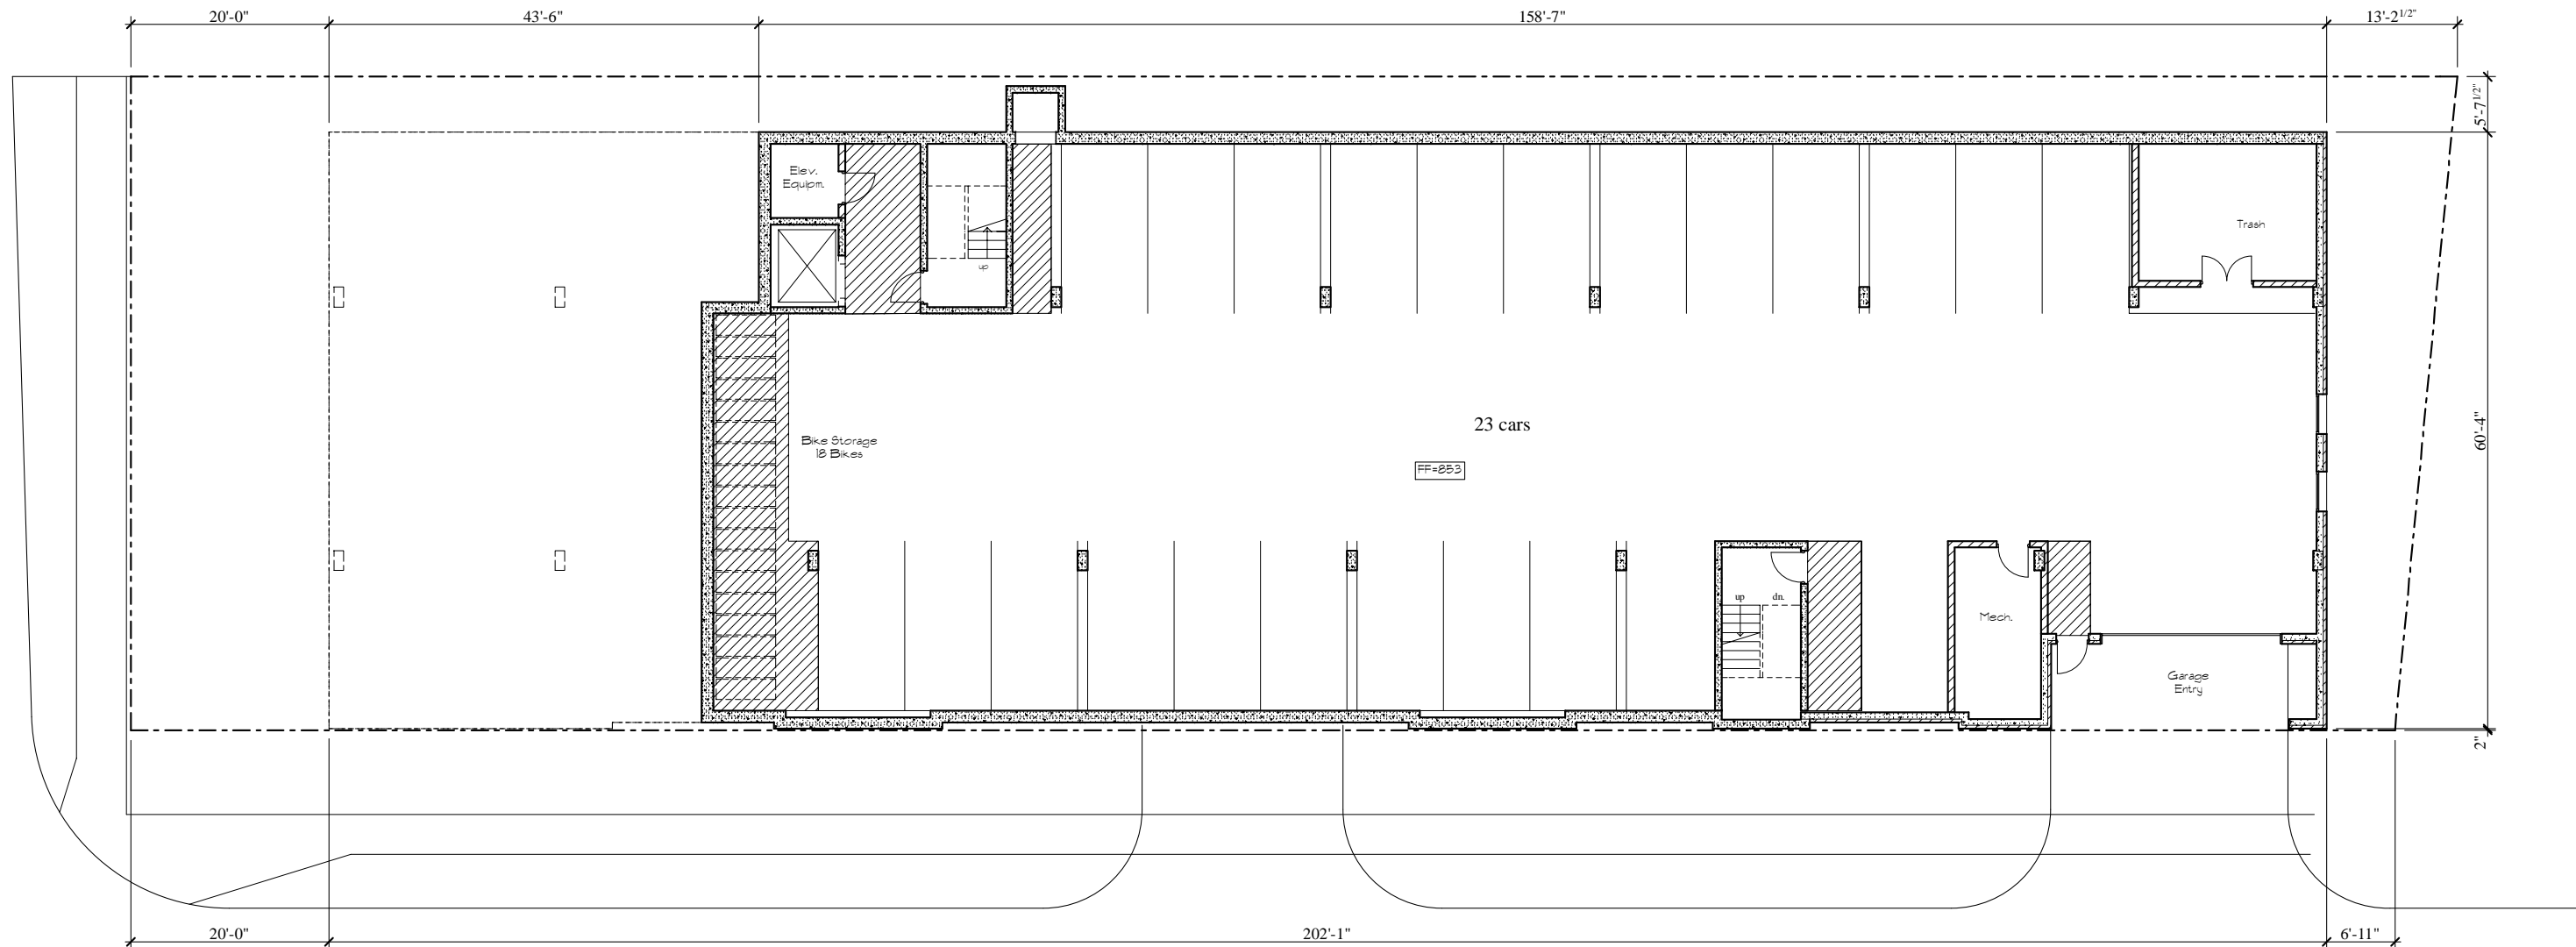 20'-0"
43'-6"
158'-7"
13'-2 1/2"
5'-7 1/2"
Elev.
Equipm.
up
Trash
23 cars
60'-4"
Bike Storage
18 Bikes
FF=853
up
dn.
Mech.
Garage
Entry
2"
20'-0"
202'-1"
6'-11"